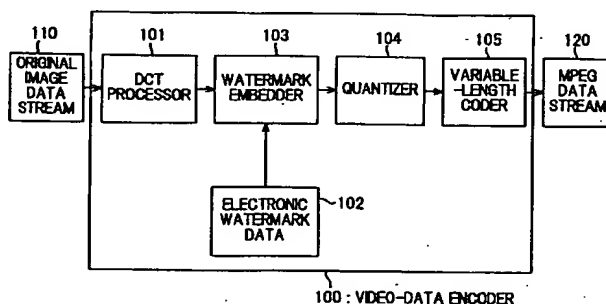 110
ORIGINAL
IMAGE
DATA
STREAM
101
DCT
PROCESSOR
103
WATERMARK
EMBEDDER
104
QUANTIZER
105
VARIABLE
-LENGTH
CODER
120
MPEG
DATA
STREAM
ELECTRONIC
WATERMARK
DATA
102
100 : VIDEO-DATA ENCODER